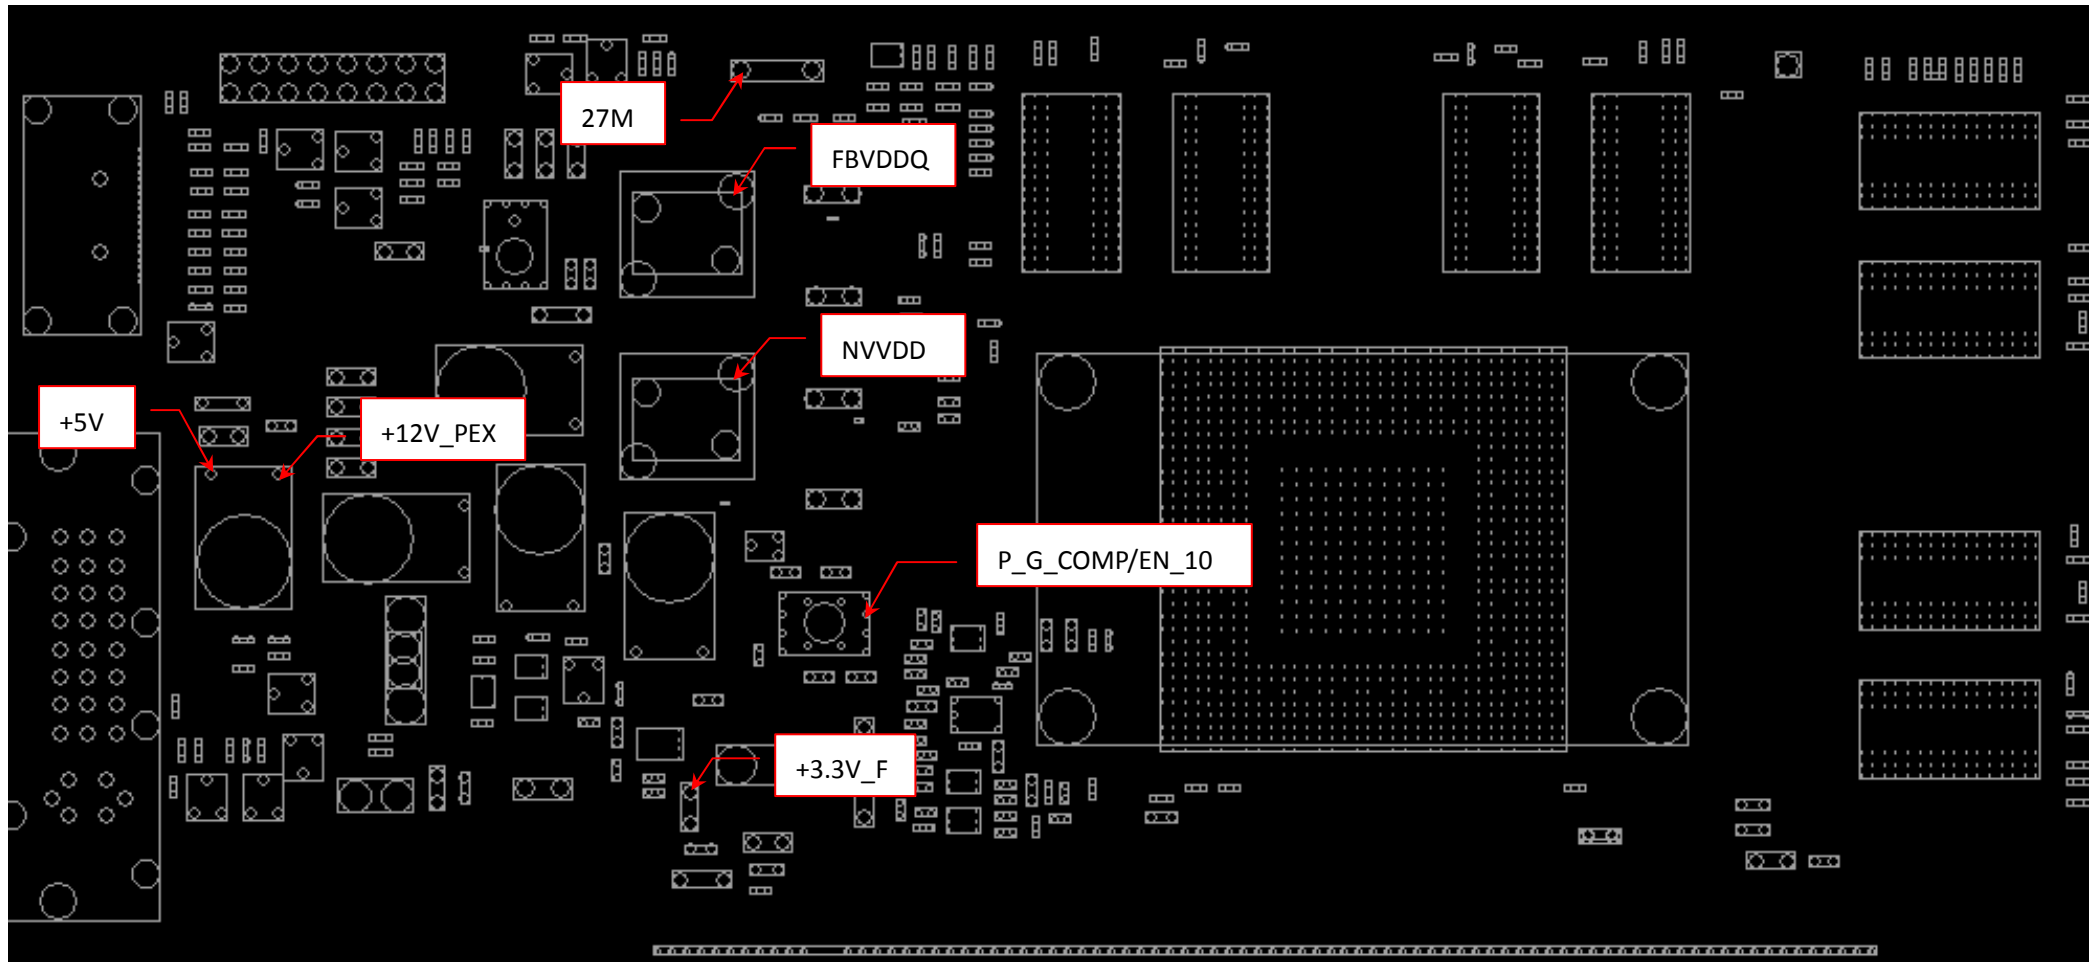 27M
FBVDDQ
NVVDD
+5V
+12V_PEX
P_G_COMP/EN_10
+3.3V_F